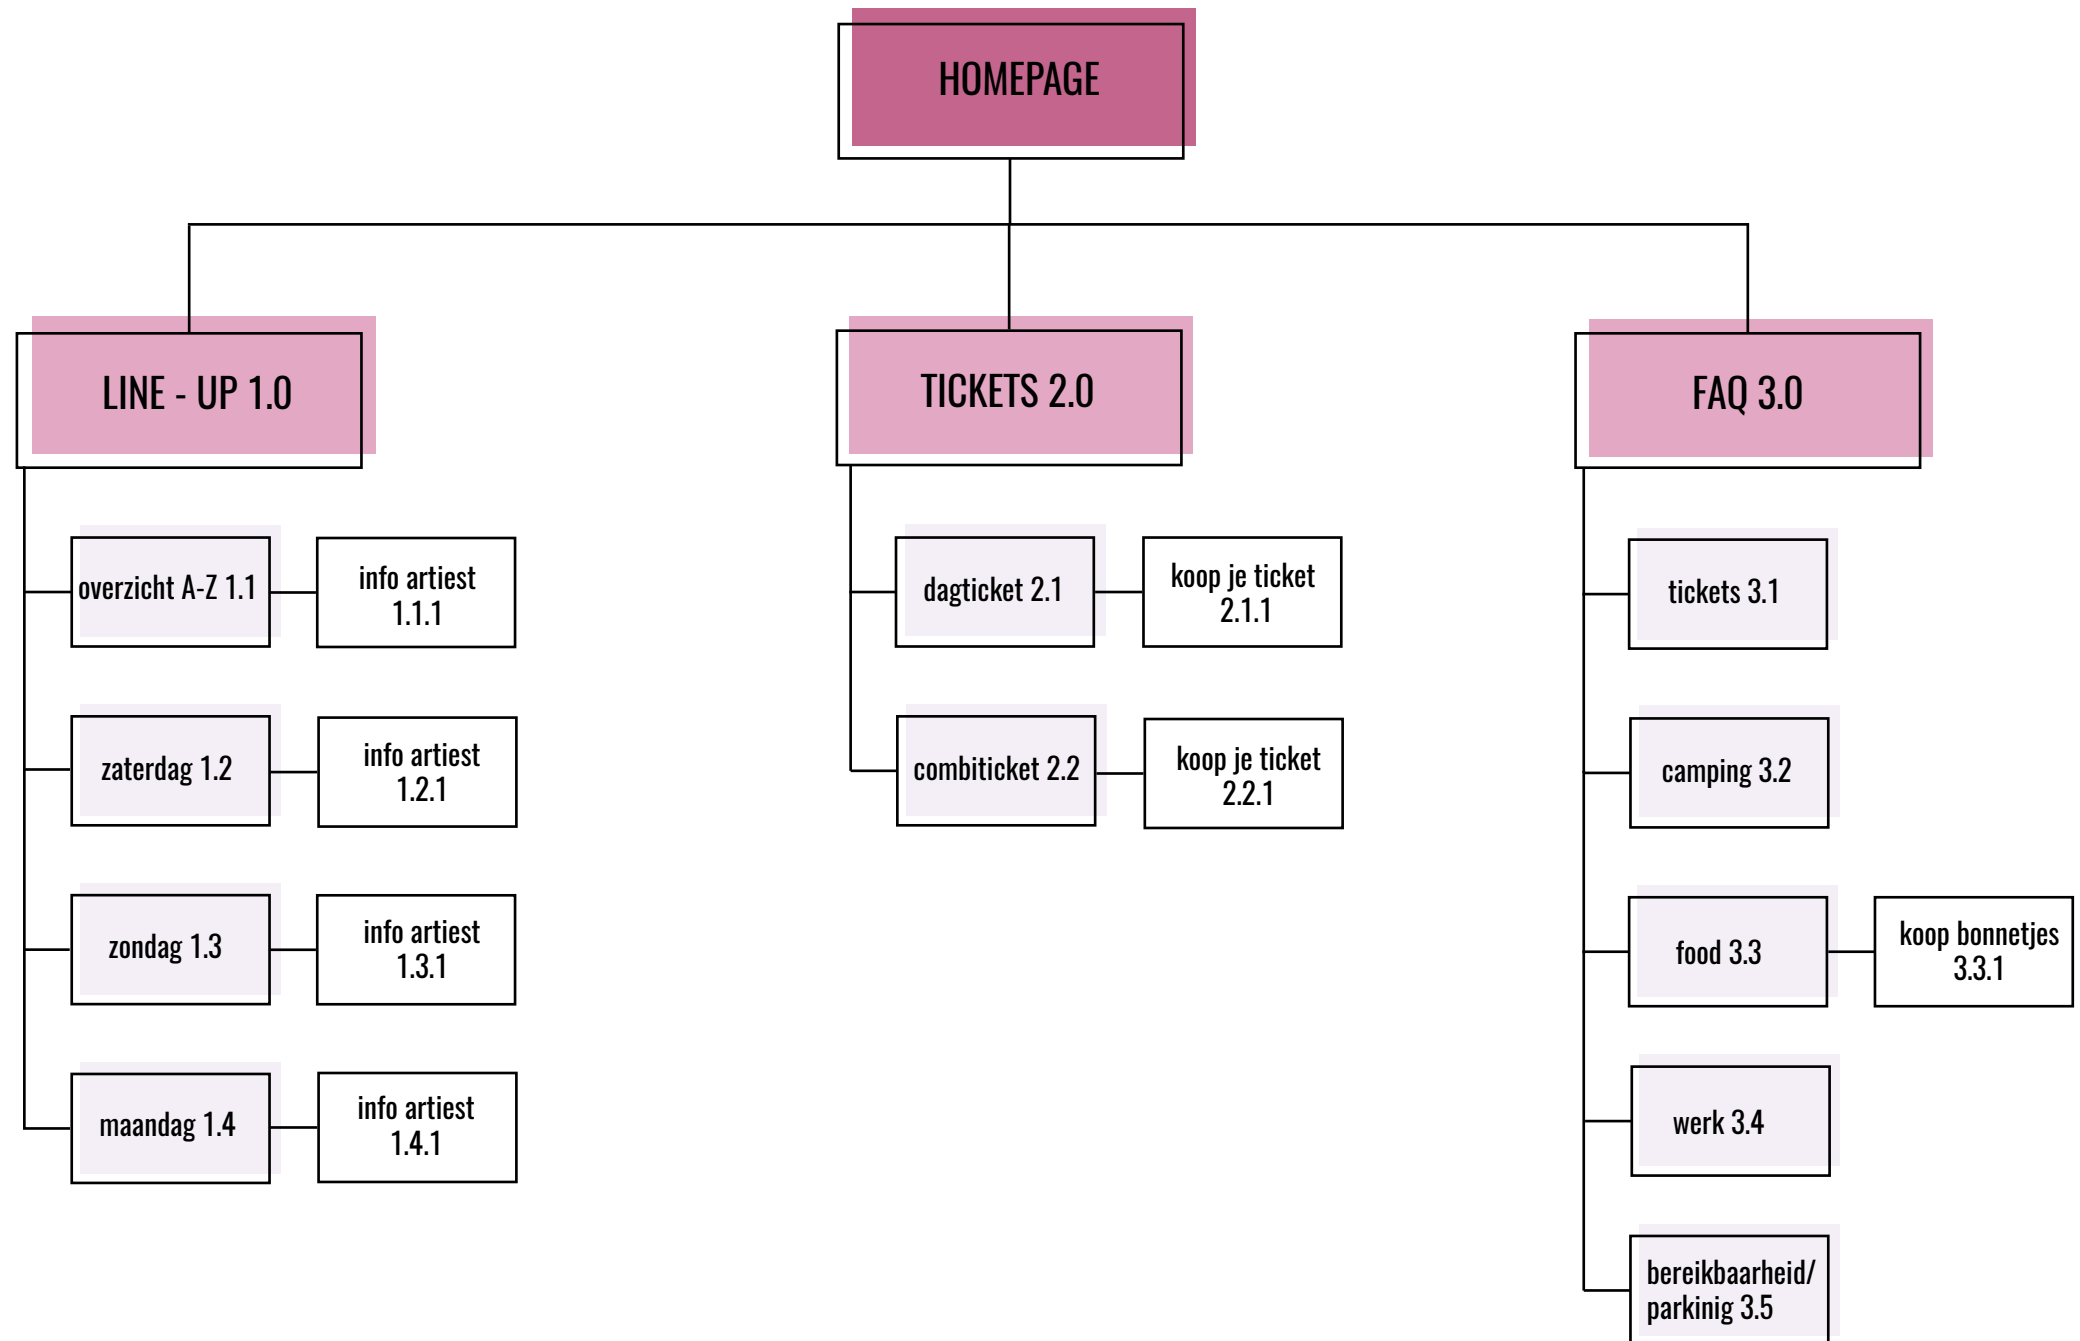 HOMEPAGE
LINE - UP 1.0
TICKETS 2.0
FAQ 3.0
overzicht A-Z 1.1
info artiest
1.1.1
zaterdag 1.2
info artiest
1.2.1
zondag 1.3
info artiest
1.3.1
maandag 1.4
info artiest
1.4.1
dagticket 2.1
koop je ticket
2.1.1
combiticket 2.2
koop je ticket
2.2.1
tickets 3.1
camping 3.2
food 3.3
koop bonnetjes
3.3.1
werk 3.4
bereikbaarheid/
parkinig 3.5